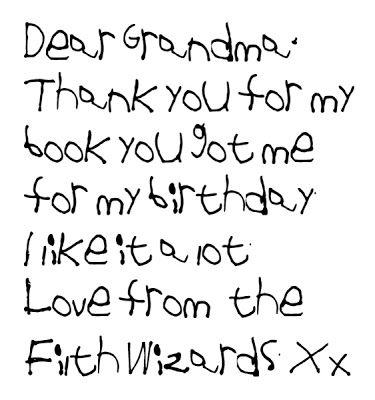 Dear Grandma.
Thank you for my
book you got me
for my birthday
I like it a lot
Love from the
Filth Wizards Xx